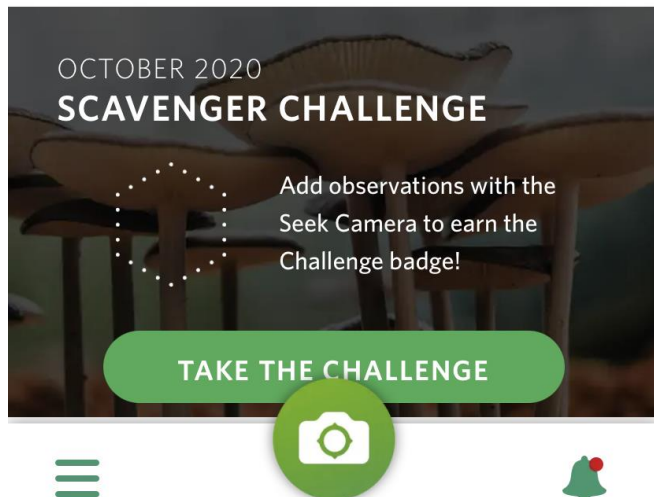 OCTOBER 2020
SCAVENGER CHALLENGE
Add observations with the
Seek Camera to earn the
Challenge badge!
TAKE THE CHALLENGE